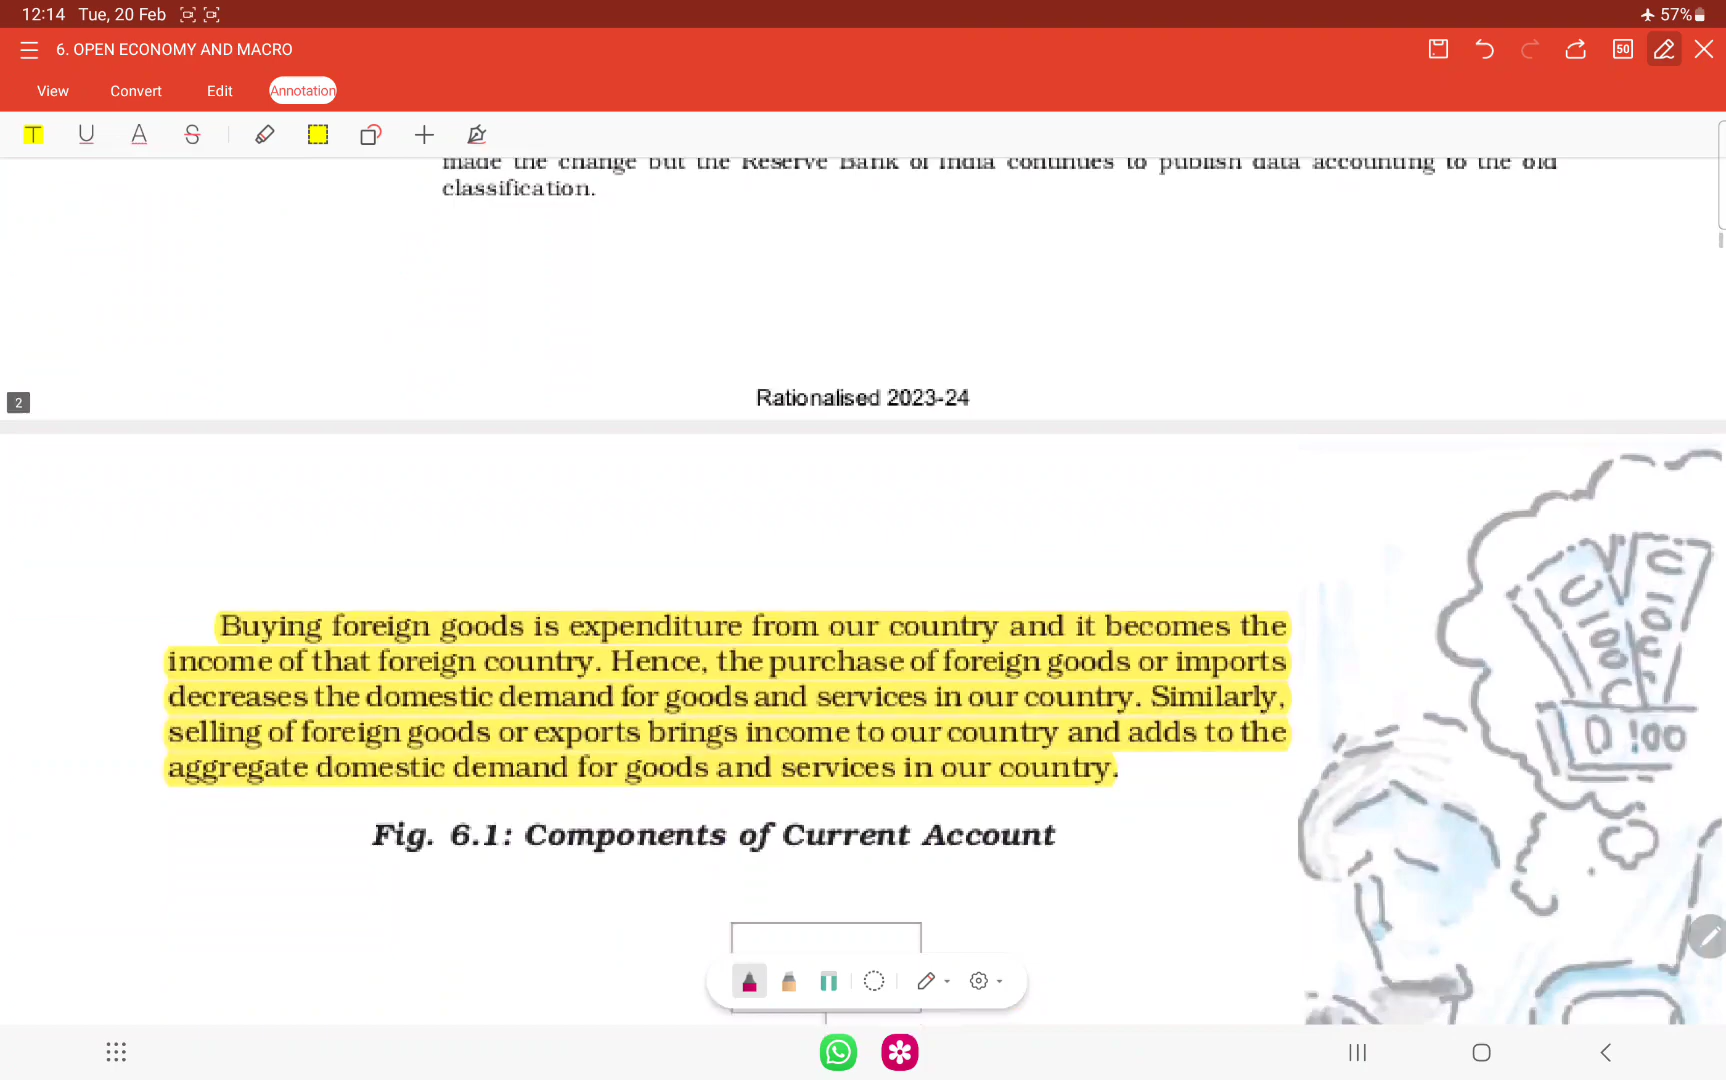 12:14 Tue, 20 Feb 57%
6. OPEN ECONOMY AND MACRO 50
View Convert Edit Annotation
T U A S
made the change but the Reserve Bank of India continues to publish data accounting to the old
classification.
2 Rationalised 2023-24
Buying foreign goods is expenditure from our country and it becomes the
income of that foreign country. Hence, the purchase of foreign goods or imports
decreases the domestic demand for goods and services in our country. Similarly,
selling of foreign goods or exports brings income to our country and adds to the
aggregate domestic demand for goods and services in our country.
Fig. 6.1: Components of Current Account